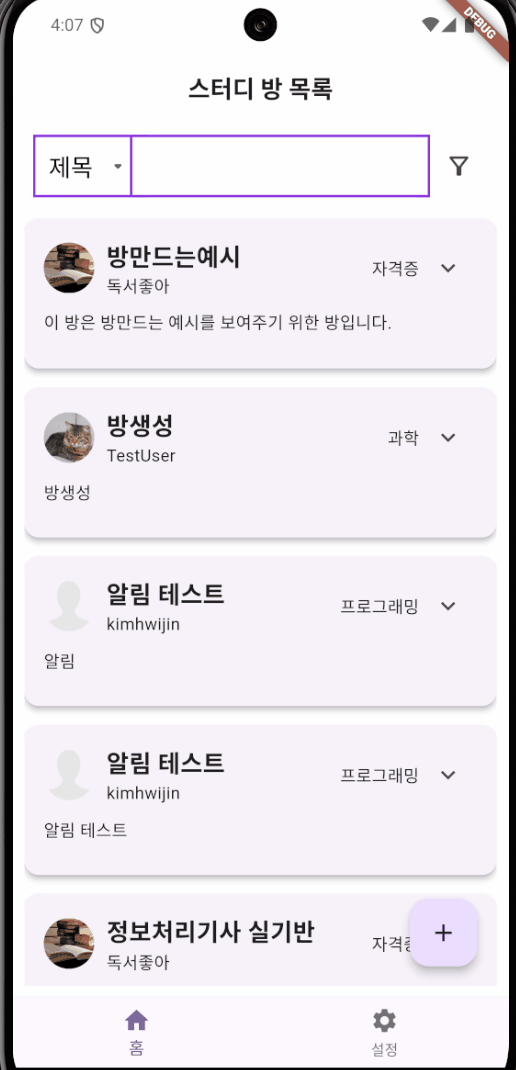 4:07
DEBUG
스터디 방 목록
제목
방만드는예시
독서좋아
자격증
이 방은 방만드는 예시를 보여주기 위한 방입니다.
방생성
TestUser
과학
방생성
알림 테스트
kimhwijin
프로그래밍
알림
알림 테스트
kimhwijin
프로그래밍
알림 테스트
정보처리기사 실기반
독서좋아
자격
홈
설정